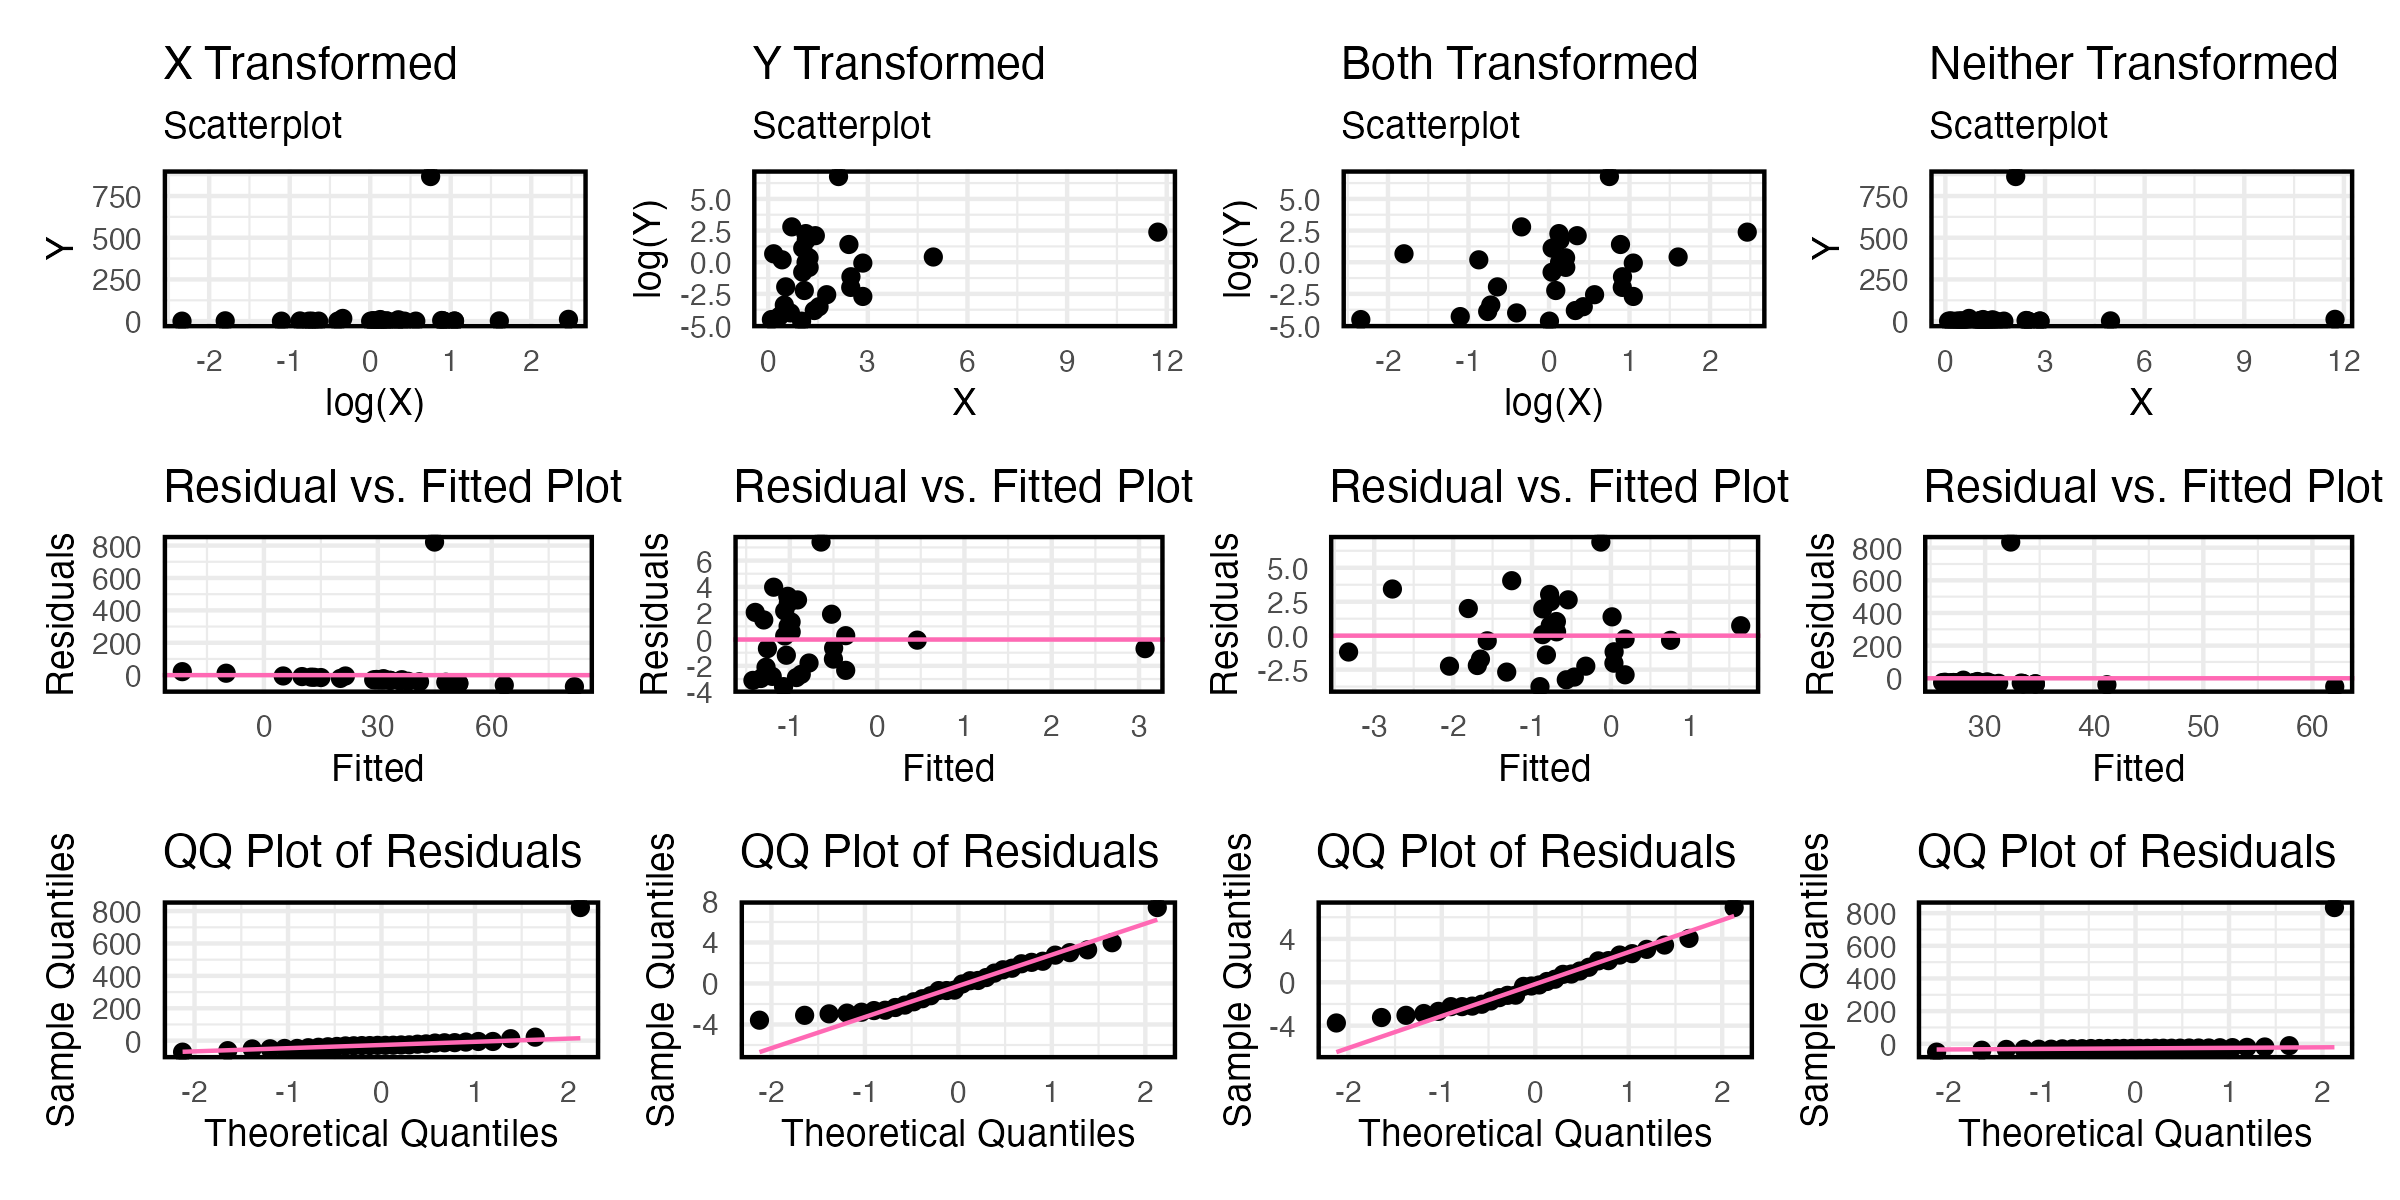 X Transformed
Y Transformed
Both Transformed
Neither Transformed
Scatterplot
Scatterplot
Scatterplot
Scatterplot
Y
750
500
250
0
-2 -1 0 1 2
log(X)
log(Y)
5.0
2.5
0.0
-2.5
-5.0
0 3 6 9 12
X
log(Y)
5.0
2.5
0.0
-2.5
-5.0
-2 -1 0 1 2
log(X)
Y
750
500
250
0
0 3 6 9 12
X
Residual vs. Fitted Plot
Residual vs. Fitted Plot
Residual vs. Fitted Plot
Residual vs. Fitted Plot
Residuals
800
600
400
200
0
0 30 60
Fitted
Residuals
6
4
2
0
-2
-4
-1 0 1 2 3
Fitted
Residuals
5.0
2.5
0.0
-2.5
-3 -2 -1 0 1
Fitted
Residuals
800
600
400
200
0
30 40 50 60
Fitted
QQ Plot of Residuals
QQ Plot of Residuals
QQ Plot of Residuals
QQ Plot of Residuals
Sample Quantiles
800
600
400
200
0
-2 -1 0 1 2
Theoretical Quantiles
Sample Quantiles
8
4
0
-4
-2 -1 0 1 2
Theoretical Quantiles
Sample Quantiles
4
0
-4
-2 -1 0 1 2
Theoretical Quantiles
Sample Quantiles
800
600
400
200
0
-2 -1 0 1 2
Theoretical Quantiles